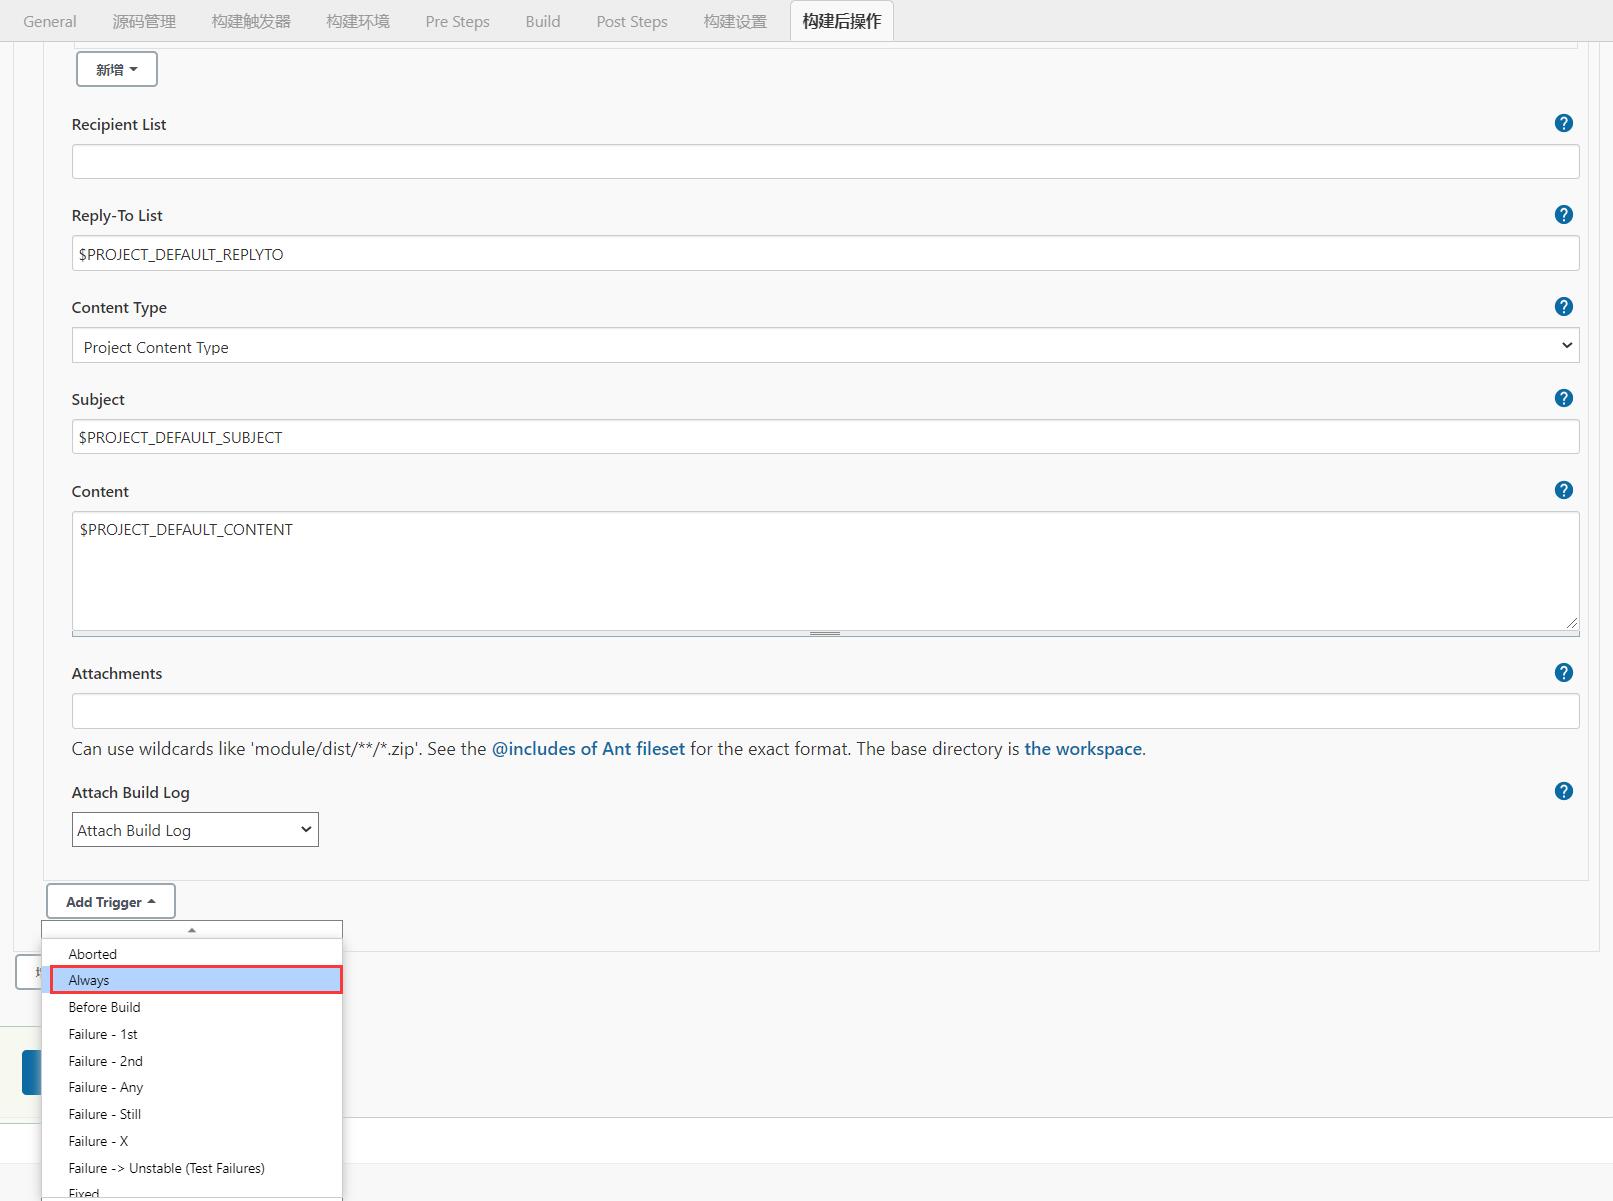 General 源码管理 构建触发器 构建环境 Pre Steps Build Post Steps 构建设置 构建后操作
新增
Recipient List
Reply-To List
$PROJECT_DEFAULT_REPLYTO
Content Type
Project Content Type
Subject
$PROJECT_DEFAULT_SUBJECT
Content
$PROJECT_DEFAULT_CONTENT
Attachments
Can use wildcards like 'module/dist/**/*.zip'. See the @includes of Ant fileset for the exact format. The base directory is the workspace.
Attach Build Log
Attach Build Log
Add Trigger
Aborted
Always
Before Build
Failure - 1st
Failure - 2nd
Failure - Any
Failure - Still
Failure - X
Failure -> Unstable (Test Failures)
Fixed